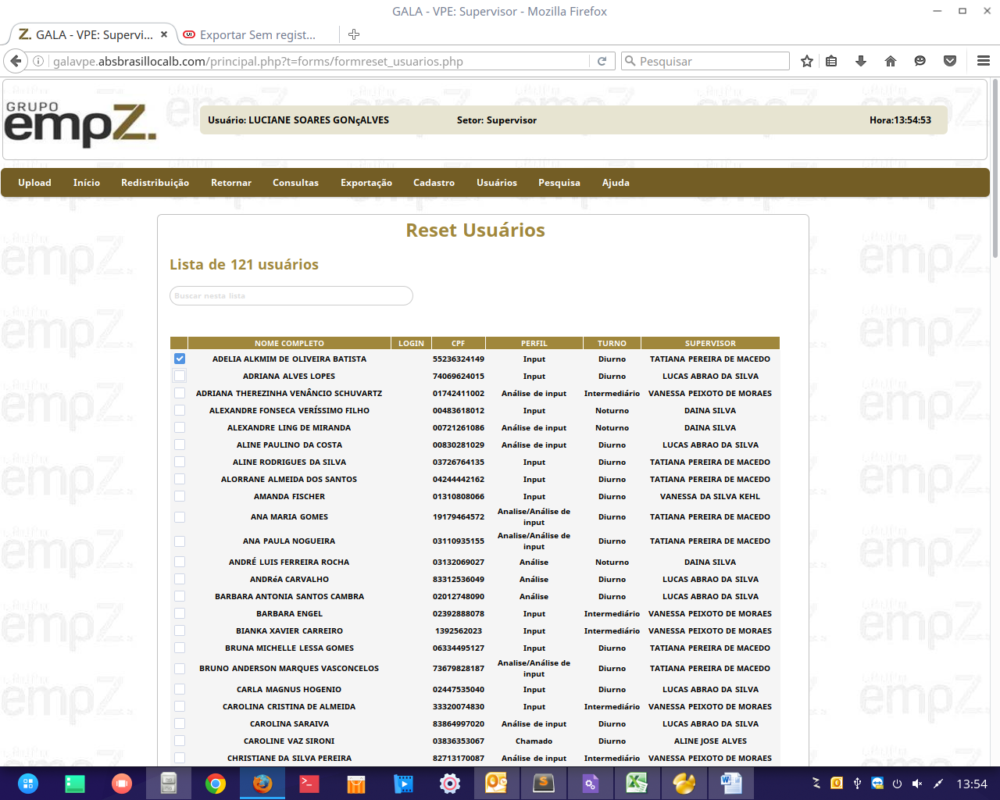 GALA - VPE: Supervisor - Mozilla Firefox
GALA - VPE: Supervi...
Exportar Sem regist...
galavpe.absbrasillocalb.com/principal.php?t=forms/formreset_usuarios.php
Pesquisar
GRUPO
empZ.
Usuário: LUCIANE SOARES GONçALVES Setor: Supervisor Hora:13:54:53
Upload Início Redistribuição Retornar Consultas Exportação Cadastro Usuários Pesquisa Ajuda
Reset Usuários
Lista de 121 usuários
Buscar nesta lista
NOME COMPLETO LOGIN CPF PERFIL TURNO SUPERVISOR
ADELIA ALKMIM DE OLIVEIRA BATISTA 55236324149 Input Diurno TATIANA PEREIRA DE MACEDO
ADRIANA ALVES LOPES 74069624015 Input Diurno LUCAS ABRAO DA SILVA
ADRIANA THEREZINHA VENÂNCIO SCHUVARTZ 01742411002 Análise de input Intermediário VANESSA PEIXOTO DE MORAES
ALEXANDRE FONSECA VERÍSSIMO FILHO 00483618012 Input Noturno DAINA SILVA
ALEXANDRE LING DE MIRANDA 00721261086 Análise de input Noturno DAINA SILVA
ALINE PAULINO DA COSTA 00830281029 Análise de input Diurno LUCAS ABRAO DA SILVA
ALINE RODRIGUES DA SILVA 03726764135 Input Diurno TATIANA PEREIRA DE MACEDO
ALORRANE ALMEIDA DOS SANTOS 04244442162 Input Diurno TATIANA PEREIRA DE MACEDO
AMANDA FISCHER 01310808066 Input Diurno VANESSA DA SILVA KEHL
ANA MARIA GOMES 19179464572 Analise/Análise de input Diurno TATIANA PEREIRA DE MACEDO
ANA PAULA NOGUEIRA 03110935155 Analise/Análise de input Diurno TATIANA PEREIRA DE MACEDO
ANDRÉ LUIS FERREIRA ROCHA 03132069027 Análise Noturno DAINA SILVA
ANDRéA CARVALHO 83312536049 Análise Diurno LUCAS ABRAO DA SILVA
BARBARA ANTONIA SANTOS CAMBRA 02012748090 Análise Diurno LUCAS ABRAO DA SILVA
BARBARA ENGEL 02392888078 Input Intermediário VANESSA PEIXOTO DE MORAES
BIANKA XAVIER CARREIRO 1392562023 Input Intermediário VANESSA PEIXOTO DE MORAES
BRUNA MICHELLE LESSA GOMES 06334495127 Input Diurno TATIANA PEREIRA DE MACEDO
BRUNO ANDERSON MARQUES VASCONCELOS 73679828187 Analise/Análise de input Diurno TATIANA PEREIRA DE MACEDO
CARLA MAGNUS HOGENIO 02447535040 Input Diurno LUCAS ABRAO DA SILVA
CAROLINA CRISTINA DE ALMEIDA 33320074830 Input Intermediário VANESSA PEIXOTO DE MORAES
CAROLINA SARAIVA 83864997020 Análise de input Diurno LUCAS ABRAO DA SILVA
CAROLINE VAZ SIRONI 03836353067 Chamado Diurno ALINE JOSE ALVES
CHRISTIANE DA SILVA PEREIRA 82713170087 Análise de input Intermediário VANESSA PEIXOTO DE MORAES
13:54